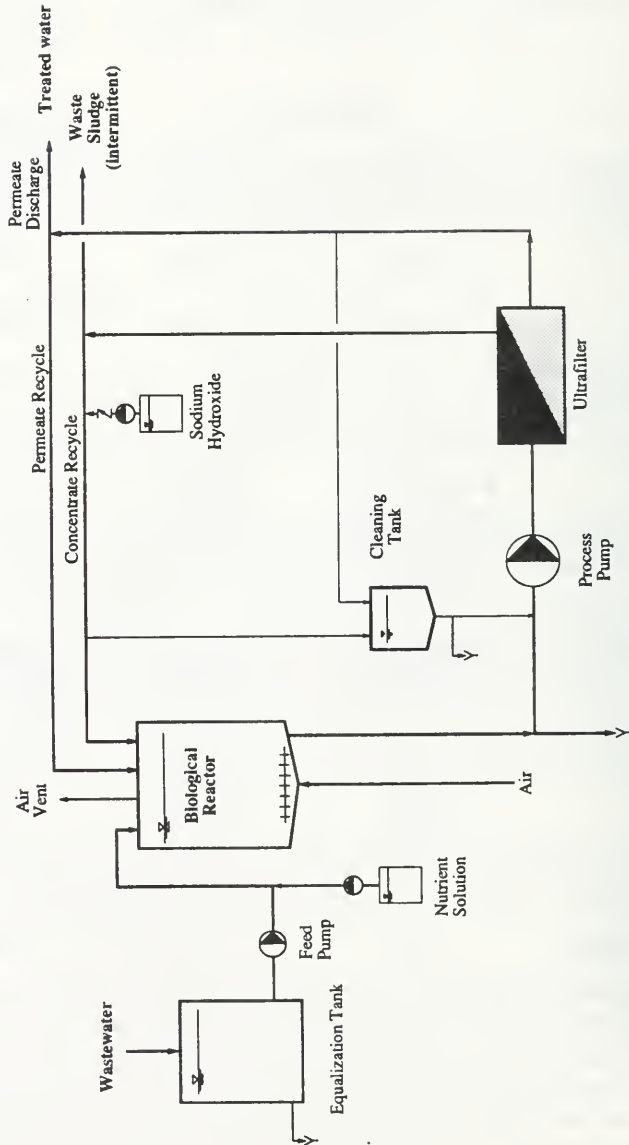 Wastewater
Equalization Tank
Feed
Pump
Nutrient
Solution
Air
Vent
Biological
Reactor
Air
Permeate Recycle
Concentrate Recycle
Sodium
Hydroxide
Cleaning
Tank
Process
Pump
Ultrafilter
Permeate
Discharge
Treated water
Waste
Sludge
(intermittent)